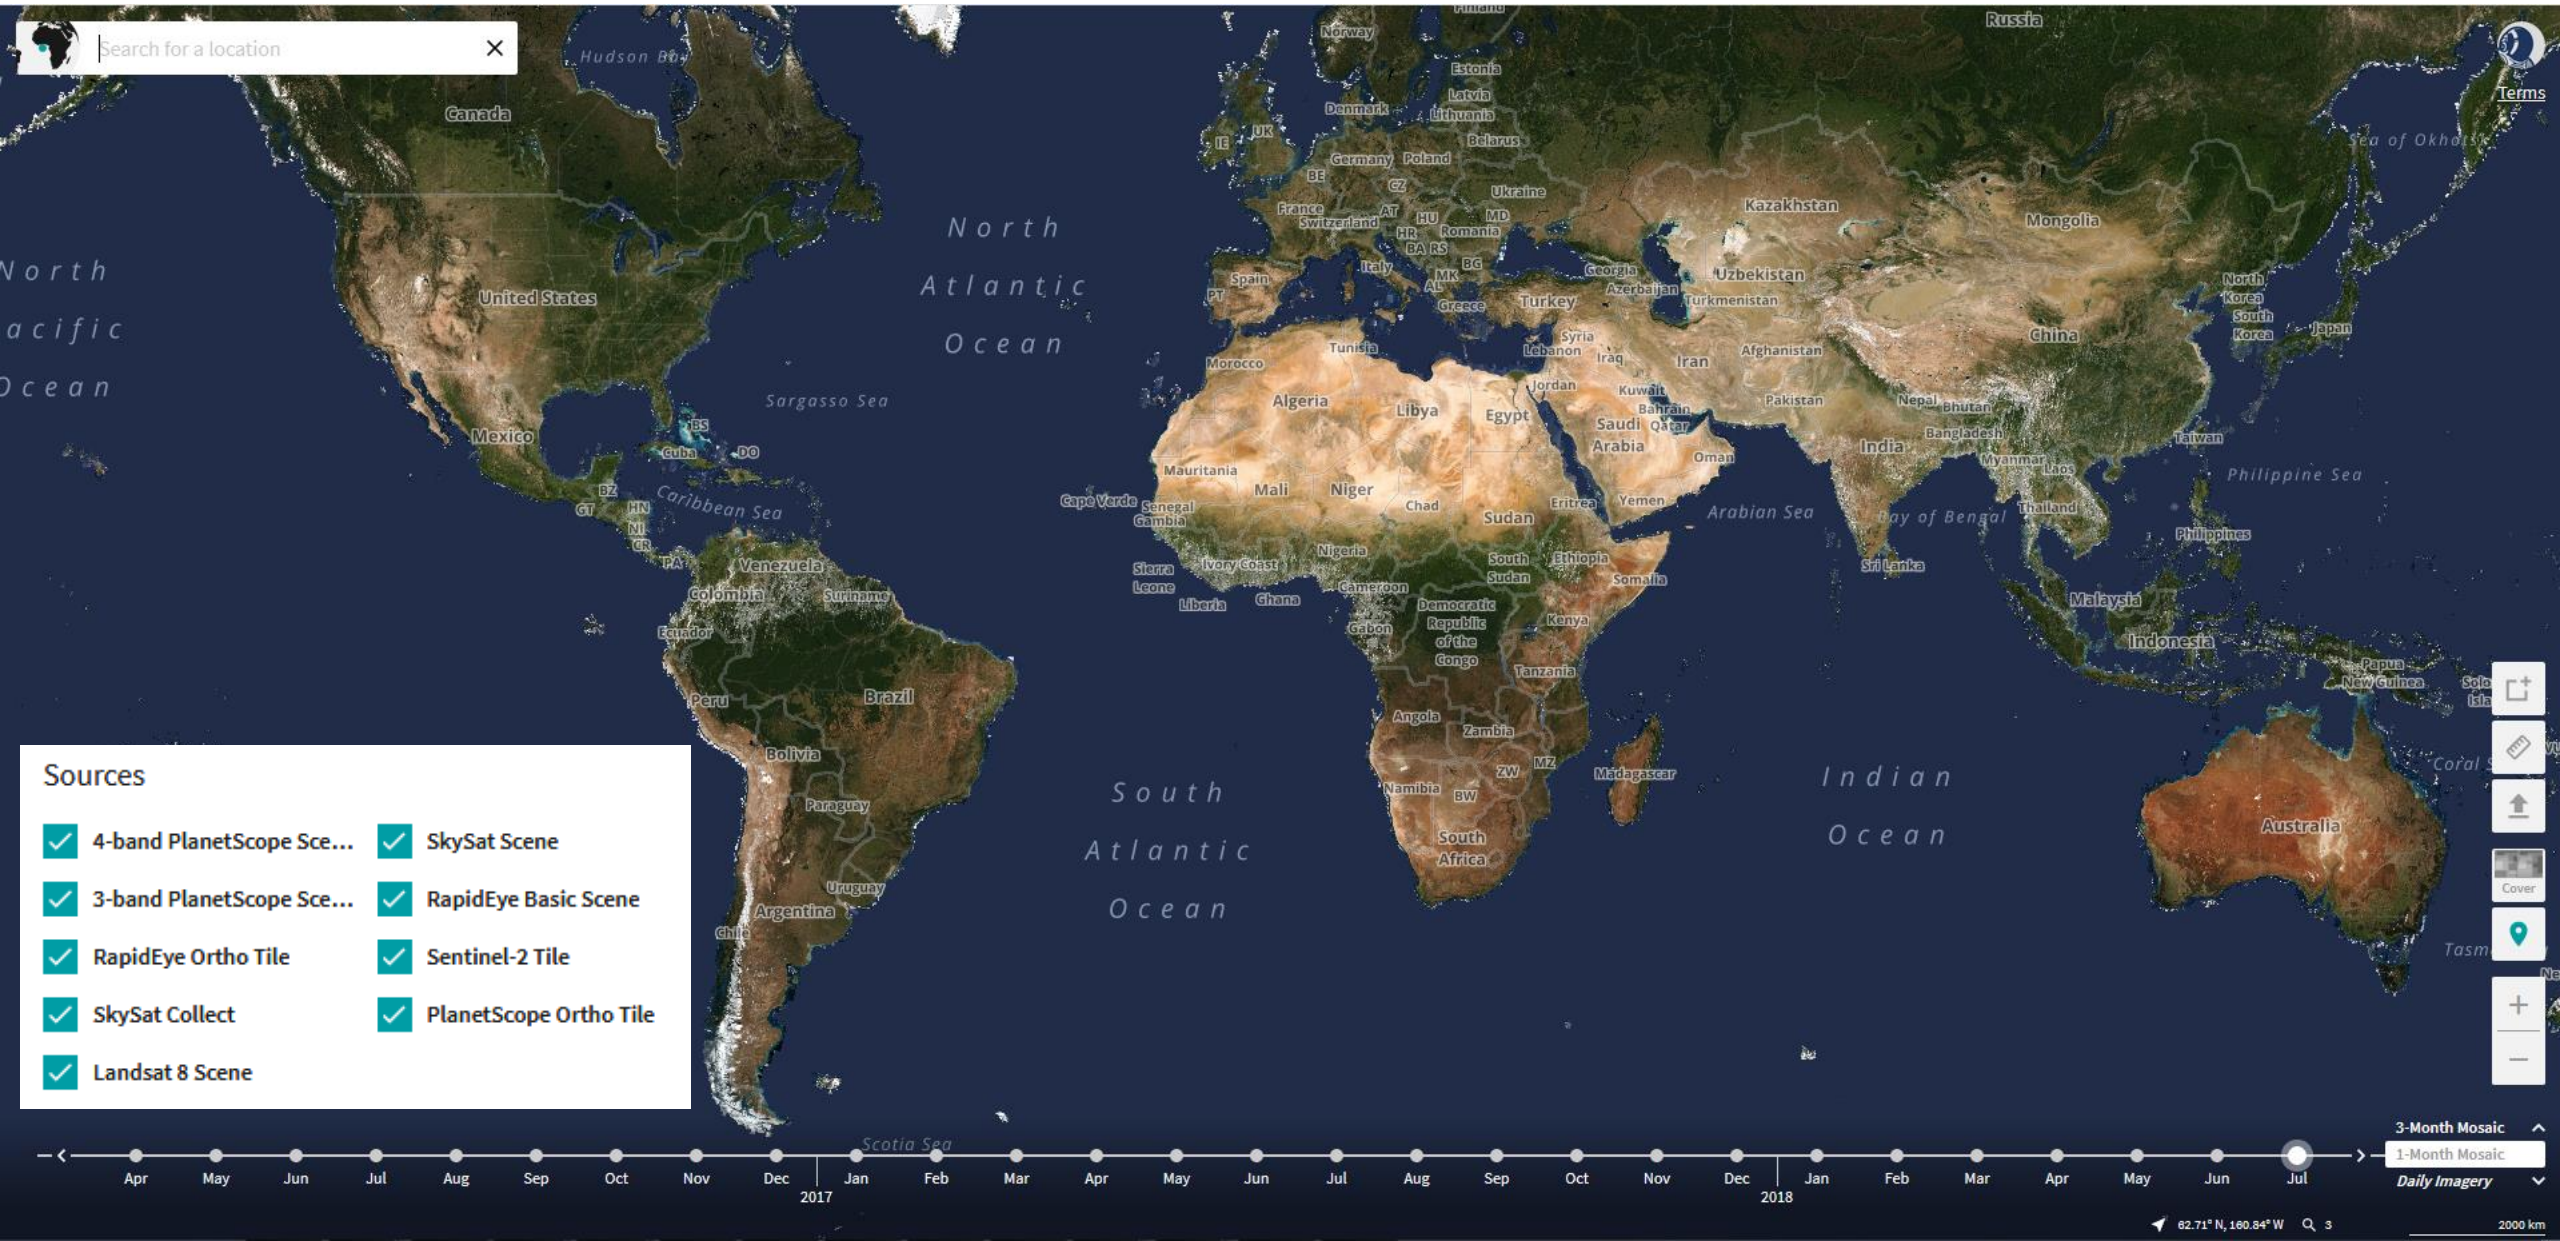 Search for a location
Hudson Bay
Finland
Norway
Russia
Estonia
Latvia
Denmark
Lithuania
Terms
Canada
IE
UK
Belarus
Sea of Okhotsk
Germany
Poland
BE
CZ
Ukraine
France
AT
Switzerland
HU
MD
HR
Romania
BA
RS
Kazakhstan
Mongolia
North
Atlantic
Ocean
North
acific
Ocean
Italy
BG
MK
AL
Spain
PT
Greece
Turkey
Georgia
Azerbaijan
Uzbekistan
Turkmenistan
North
Korea
South
Korea
Japan
China
United States
Syria
Lebanon
Iraq
Iran
Afghanistan
Tunisia
Morocco
Jordan
Kuwait
Pakistan
Nepal
Bhutan
Algeria
Libya
Egypt
Bahrain
Saudi
Arabia
Qatar
Sargasso Sea
BS
Mexico
Cuba
DO
Oman
India
Bangladesh
Taiwan
Myanmar
Laos
Mauritania
Mali
Niger
Chad
Sudan
Eritrea
Yemen
Philippine Sea
BZ
GT
HN
NI
CR
PA
Caribbean Sea
Cape Verde
Senegal
Gambia
Arabian Sea
Bay of Bengal
Thailand
Philippines
Nigeria
Sierra
Leone
Ivory Coast
South
Sudan
Ethiopia
Somalia
Sri Lanka
Venezuela
Colombia
Suriname
Liberia
Ghana
Cameroon
Malaysia
Democratic
Republic
of the
Congo
Gabon
Kenya
Indonesia
Ecuador
Tanzania
Papua
New Guinea
Solo
Isla
Peru
Brazil
Angola
Zambia
Bolivia
ZW
MZ
Madagascar
Namibia
BW
Indian
Ocean
Coral S
South
Atlantic
Ocean
Paraguay
South
Africa
Australia
Uruguay
Argentina
Chile
Cover
Tasm
Ne
Sources
4-band PlanetScope Sce...
SkySat Scene
3-band PlanetScope Sce...
RapidEye Basic Scene
RapidEye Ortho Tile
Sentinel-2 Tile
SkySat Collect
PlanetScope Ortho Tile
Landsat 8 Scene
Scotia Sea
3-Month Mosaic
1-Month Mosaic
Daily Imagery
Apr May Jun Jul Aug Sep Oct Nov Dec Jan Feb Mar Apr May Jun Jul Aug Sep Oct Nov Dec Jan Feb Mar Apr May Jun Jul
2017 2018
62.71° N, 160.84° W 3 2000 km